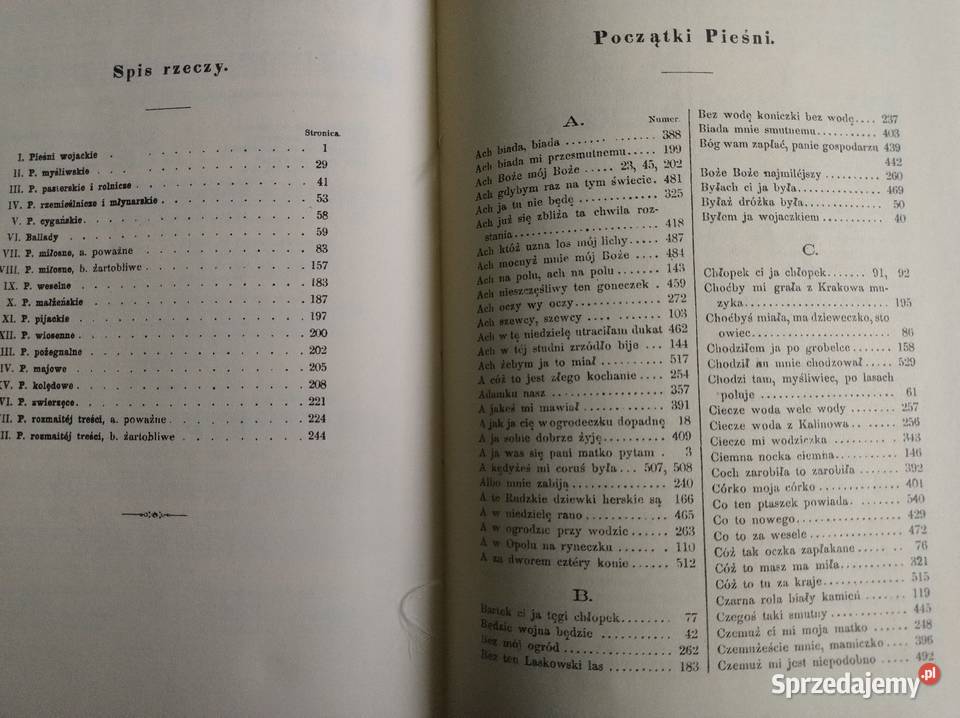 Spis rzeczy.
Stronica.
I. Pieśni wojackie . . . . . . . . . . . 1
II. P. myśliwskie . . . . . . . . . . . 29
III. P. pasterskie i rolnicze . . . . . . . . . . 41
IV. P. rzemieślnicze i młynarskie . . . . . . . . . 53
V. P. cygańskie . . . . . . . . . . . 58
VI. Ballady . . . . . . . . . . . 59
VII. P. miłosne, a. poważne . . . . . . . . . . 83
VIII. P. miłosne, b. żartobliwe . . . . . . . . . 157
IX. P. weselne . . . . . . . . . . . 183
X. P. małżeńskie . . . . . . . . . . . 187
XI. P. pijackie . . . . . . . . . . . 197
XII. P. wiosenne . . . . . . . . . . . 200
III. P. pożegnalne . . . . . . . . . . . 202
IV. P. majowe . . . . . . . . . . . 205
XV. P. kolędowe . . . . . . . . . . . 208
VI. P. zwierzęce . . . . . . . . . . . 221
VII. P. rozmaitéj treści, a. poważne . . . . . . . . 224
II. P. rozmaitéj treści, b. żartobliwe . . . . . . . 244
Początki Pieśni.
A.
Numer.
Ach biada, biada . . . . . . . 388
Ach biada mi przesmutnemu..... 199
Ach Boże mój Boże . . . 23, 45, 202
Ach gdybym raz na tym świecie. 481
Ach ja tu nie będę ........... 325
Ach już się zbliża ta chwila roz-
stania..................... 418
Ach któż uzna los mój lichy..... 487
Ach mocnyż mnie mój Boże ... 484
Ach na polu, ach na polu ...... 143
Ach nieszczęśliwy ten goneczek . 459
Ach oczy wy oczy ............ 272
Ach szewcy, szewcy .......... 103
Ach w tę niedzielę utraciłam dukat 462
Ach w téj studni zrzódło bije ... 144
Ach żebym ja to miał ......... 517
A cóż to jest złego kochanie .... 254
Adamku nasz ................ 357
A jakeś mi mawiał............ 391
A jak ja cię w ogrodeczku dopadnę 18
A ja sobie dobrze żyję......... 409
A ja was się pani matko pytam . 3
A kędyżeś mi coruś była... 507, 508
Albo mnie zabiją ............. 240
A te Rudzkie dziewki herskie są 166
A w niedzielę rano ........... 465
A w ogrodzie przy wodzie ..... 263
A w Opolu na ryneczku ...... 110
A za dworem cztéry konie ..... 512
B.
Bartek ci ja tęgi chłopek....... 77
Będzie wojna będzie .......... 42
Bez mój ogród .............. 262
Bez ten Laskowski las ........ 183
Bez wodę koniczki bez wodę.... 237
Biada mnie smutnemu.......... 403
Bóg wam zapłać, panie gospodarzu 439
442
Boże Boże najmiléjszy ........ 260
Byłach ci ja była............. 469
Byłaż dróżka była............ 50
Byłem ja wojaczkiem ......... 40
C.
Chłopek ci ja chłopek....... 91, 92
Choćby mi grała z Krakowa mu-
zyka...................... 195
Choćbyś miała, ma dzieweczko, sto
owiec..................... 86
Chodziłem ja po grobelce...... 158
Chodził an mnie chodzował..... 529
Chodzi tam, myśliwiec, po lasach
poluje .................... 61
Ciecze woda wele wody ....... 257
Ciecze woda z Kalinowa....... 256
Ciecze mi wodziczka .......... 343
Ciemna nocka ciemna.......... 146
Coch zarobiła to zarobiła ...... 392
Córko moja córko ............ 401
Co ten ptaszek powiada........ 540
Co to nowego................ 429
Co to za wesele ............. 472
Cóż tak oczka zapłakane ...... 76
Cóż to masz ma miła.......... 321
Cóż to tu za kraje............ 515
Czarna rola biały kamień ...... 119
Czegoś taki smutny........... 445
Czemuż ci mi moja matko ..... 248
Czemużeście mnie, mamiczko ... 396
Czemuż mi jest niepodobno ..... 492
Sprzedajemy.pl